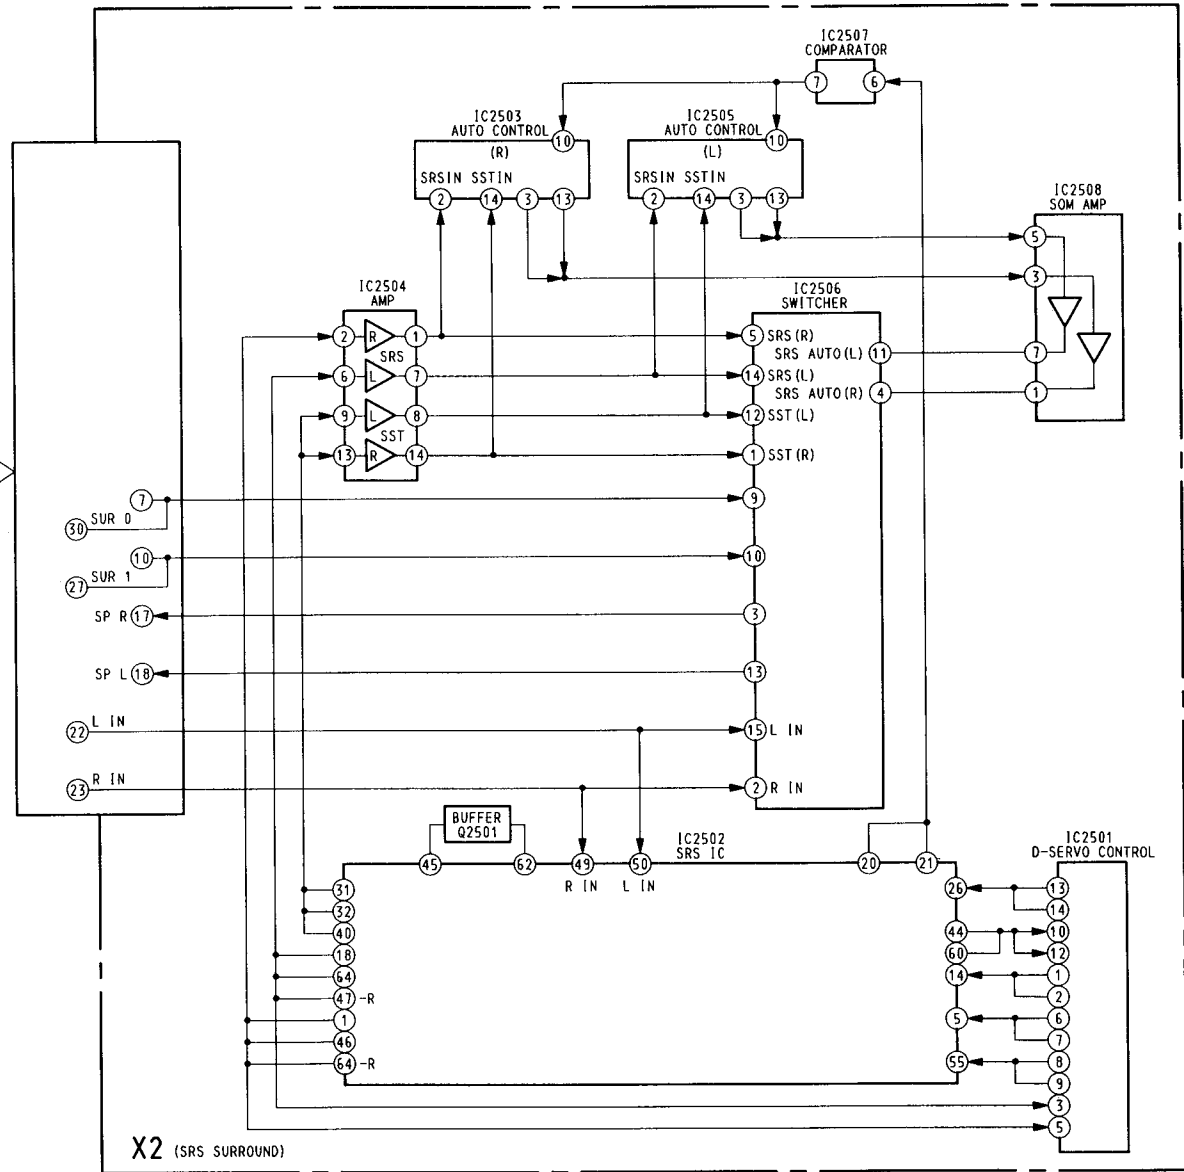 IC2507
COMPARATOR
7 6
IC2503
AUTO CONTROL
10
(R)
SRSIN SSTIN
2 14 3 13
IC2505
AUTO CONTROL
10
(L)
SRSIN SSTIN
2 14 3 13
IC2508
SOM AMP
5
3
7
1
IC2504
AMP
2 R 1
SRS
6 L 7
9 L 8
SST
13 R 14
IC2506
SWITCHER
5 SRS(R)
SRS AUTO(L) 11
14 SRS(L)
SRS AUTO(R) 4
12 SST(L)
1 SST(R)
9
10
3
13
15 L IN
2 R IN
7
30 SUR 0
10
27 SUR 1
SP R 17
SP L 18
22 L IN
23 R IN
BUFFER
Q2501
IC2502
SRS IC
45 62 49 50 20 21
R IN L IN
31
32
40
18
64
47 -R
1
46
64 -R
26
44
60
14
5
55
IC2501
D-SERVO CONTROL
13
14
10
12
1
2
6
7
8
9
3
5
X2 (SRS SURROUND)